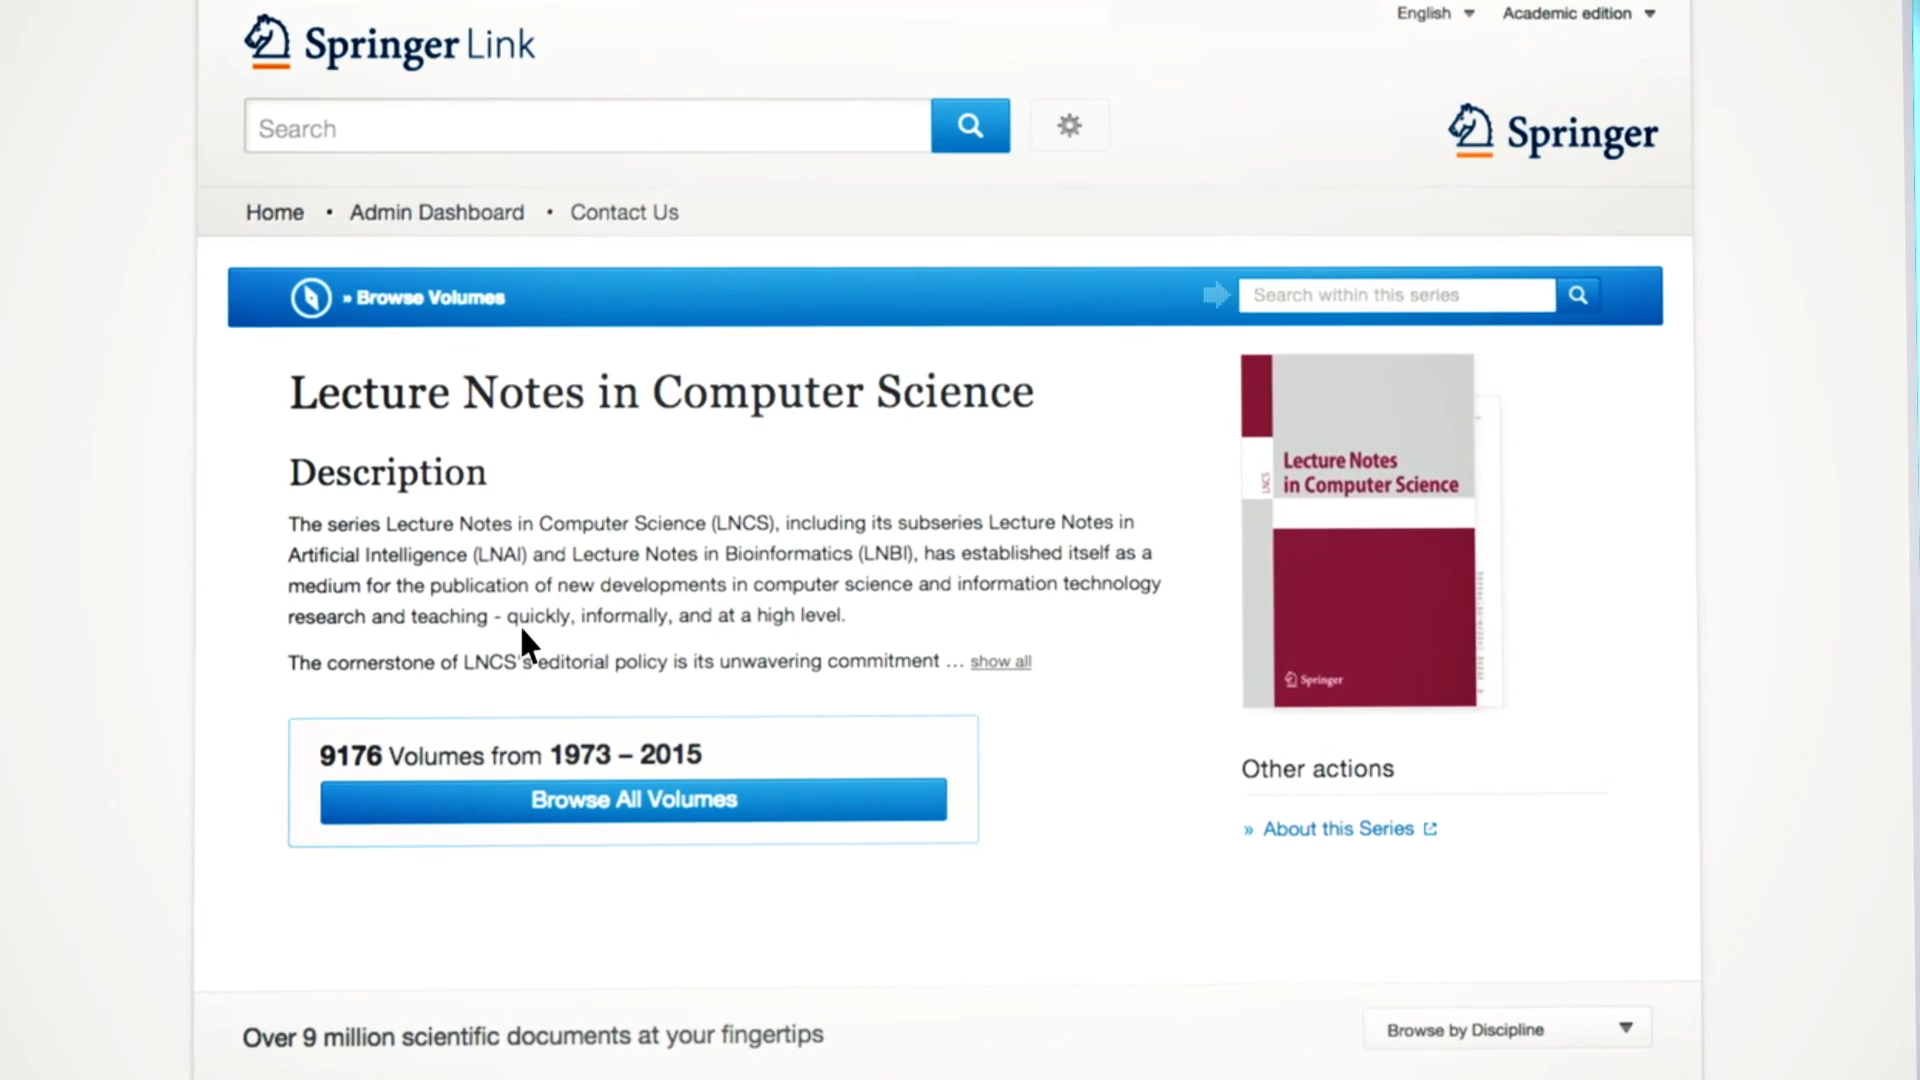 English
Academic edition
Springer Link
Search
Springer
Home • Admin Dashboard • Contact Us
» Browse Volumes
Search within this series
Lecture Notes in Computer Science
Description
The series Lecture Notes in Computer Science (LNCS), including its subseries Lecture Notes in
Artificial Intelligence (LNAI) and Lecture Notes in Bioinformatics (LNBI), has established itself as a
medium for the publication of new developments in computer science and information technology
research and teaching - quickly, informally, and at a high level.
The cornerstone of LNCS's editorial policy is its unwavering commitment ... show all
9176 Volumes from 1973 – 2015
Browse All Volumes
LNCS
Lecture Notes
in Computer Science
Springer
Other actions
» About this Series
Over 9 million scientific documents at your fingertips
Browse by Discipline